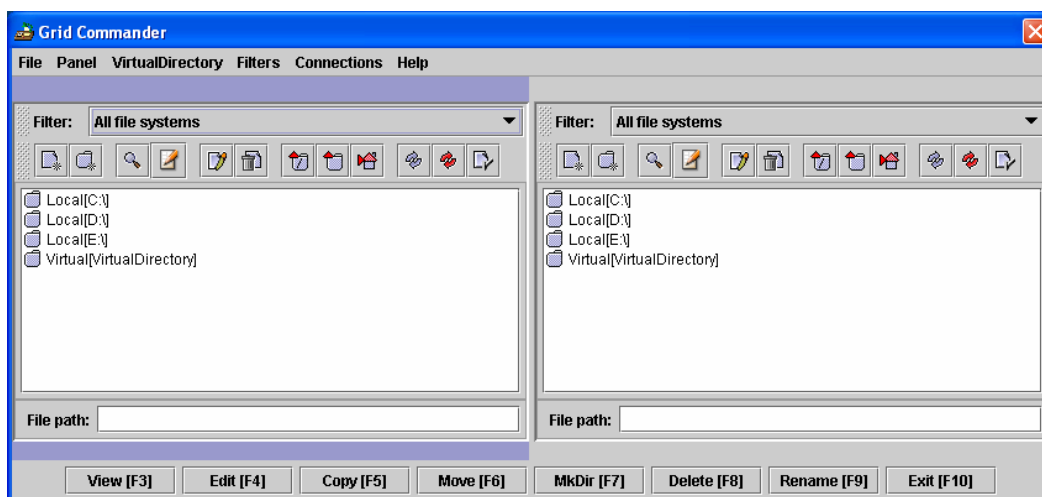 Grid Commander
File Panel VirtualDirectory Filters Connections Help
Filter: All file systems
Local[C:\]
Local[D:\]
Local[E:\]
Virtual[VirtualDirectory]
File path:
Filter: All file systems
Local[C:\]
Local[D:\]
Local[E:\]
Virtual[VirtualDirectory]
File path:
View [F3] Edit [F4] Copy [F5] Move [F6] MkDir [F7] Delete [F8] Rename [F9] Exit [F10]